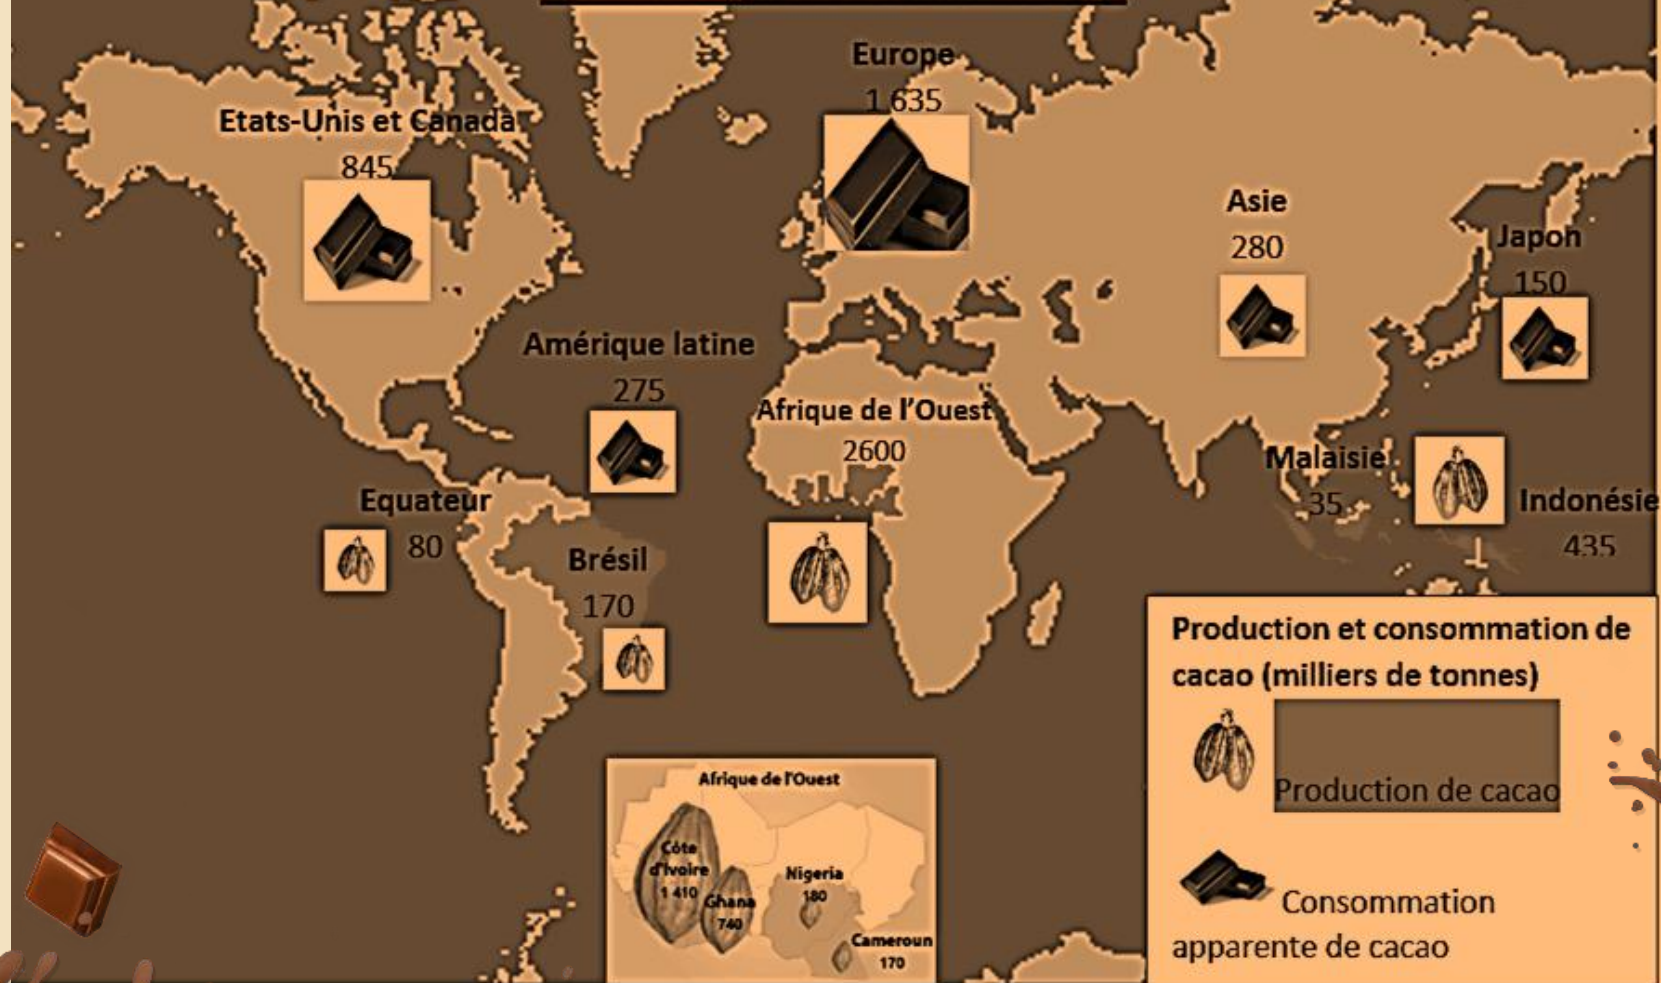 Europe
1 635
Etats-Unis et Canada
845
Asie
280
Japon
150
Amérique latine
275
Afrique de l'Ouest
2600
Malaisie
35
Indonésie
435
Equateur
80
Brésil
170
Production et consommation de
cacao (milliers de tonnes)
Production de cacao
Consommation
apparente de cacao
Afrique de l'Ouest
Côte
d'Ivoire
1 410
Ghana
740
Nigeria
180
Cameroun
170